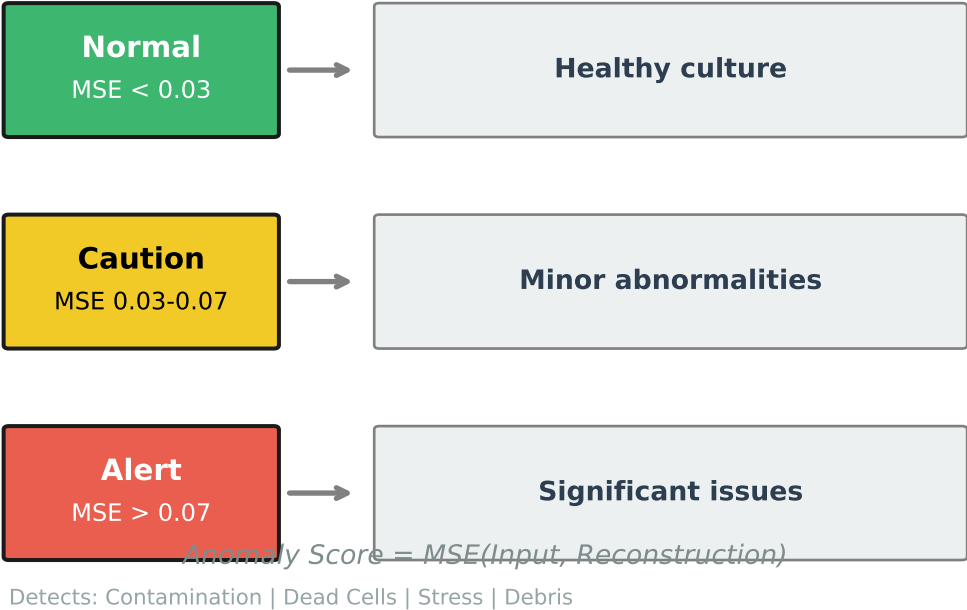 Normal
MSE < 0.03
Healthy culture
Caution
MSE 0.03-0.07
Minor abnormalities
Alert
MSE > 0.07
Significant issues
Anomaly Score = MSE(Input, Reconstruction)
Detects: Contamination | Dead Cells | Stress | Debris